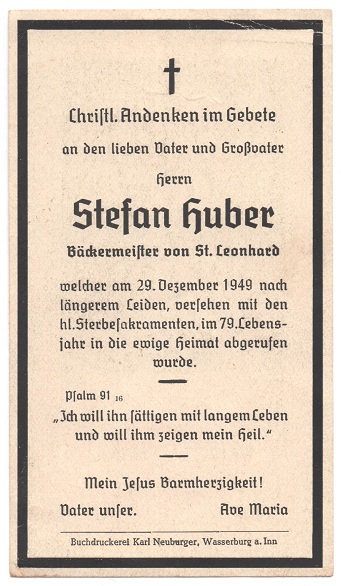 Christl. Andenken im Gebete
an den lieben Vater und Großvater
Herrn
Stefan Huber
Bäckermeister von St. Leonhard
welcher am 29. Dezember 1949 nach
längerem Leiden, versehen mit den
hl. Sterbesakramenten, im 79. Lebens-
jahr in die ewige Heimat abgerufen
wurde.
Psalm 91 16
„Ich will ihn sättigen mit langem Leben
und will ihm zeigen mein Heil.“
Mein Jesus Barmherzigkeit!
Vater unser. Ave Maria
Buchdruckerei Karl Neuburger, Wasserburg a. Inn